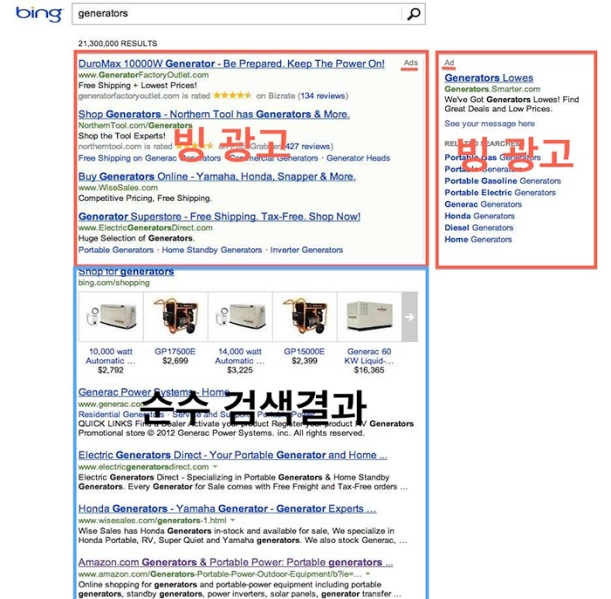 bing
generators
21,300,000 RESULTS
DuroMax 10000W Generator - Be Prepared. Keep The Power On!
Ads
www.GeneratorFactoryOutlet.com
Free Shipping + Lowest Prices!
generatorfactoryoutlet.com is rated ★★★★★ on Bizrate (134 reviews)
Shop Generators - Northern Tool has Generators & More.
NorthernTool.com/Generators
Shop the Tool Experts!
northerntool.com is rated (427 reviews)
빙 광고
Free Shipping on Generac Generators · Commercial Generators · Generator Heads
Buy Generators Online - Yamaha, Honda, Snapper & More.
www.WiseSales.com
Competitive Pricing, Free Shipping.
Generator Superstore - Free Shipping. Tax-Free. Shop Now!
www.ElectricGeneratorsDirect.com
Huge Selection of Generators.
Portable Generators · Home Standby Generators · Inverter Generators
Ad
Generators Lowes
Generators.Smarter.com
We've Got Generators Lowes! Find
Great Deals and Low Prices.
See your message here
RELATED SEARCHES
빙 광고
Portable Gas Generators
Portable Generators
Portable Gasoline Generators
Portable Electric Generators
Generac Generators
Honda Generators
Diesel Generators
Home Generators
Shop for generators
bing.com/shopping
10,000 watt
Automatic ...
$2,792
GP17500E
$2,699
14,000 watt
Automatic ...
$3,225
GP15000E
$2,399
Generac 60
KW Liquid-...
$16,365
Generac Power Systems - Home
www.generac.com
순수 검색결과
Residential Generators · Service and Support · Portable
QUICK LINKS Find a Dealer Activate your product Register your product RV Generators
Promotional store © 2012 Generac Power Systems. inc. All rights reserved.
Electric Generators Direct - Your Portable Generator and Home ...
www.electricgeneratorsdirect.com
Electric Generators Direct - Specializing in Portable Generators & Home Standby
Generators. Every Generator for Sale comes with Free Freight and Tax-Free orders ...
Honda Generators - Yamaha Generator - Generator Experts ...
www.wisesales.com/generators-1.html
Wise Sales has Honda Generators in-stock and available for sale, We specialize in
Honda Portable, RV, Super Quiet and Yamaha generators. We also stock Generac, ...
Amazon.com Generators & Portable Power: Portable generators ...
www.amazon.com/Generators-Portable-Power-Outdoor-Equipment/b?ie=...
Online shopping for generators and portable-power equipment including portable
generators, standby generators, power inverters, solar panels, generator transfer ...